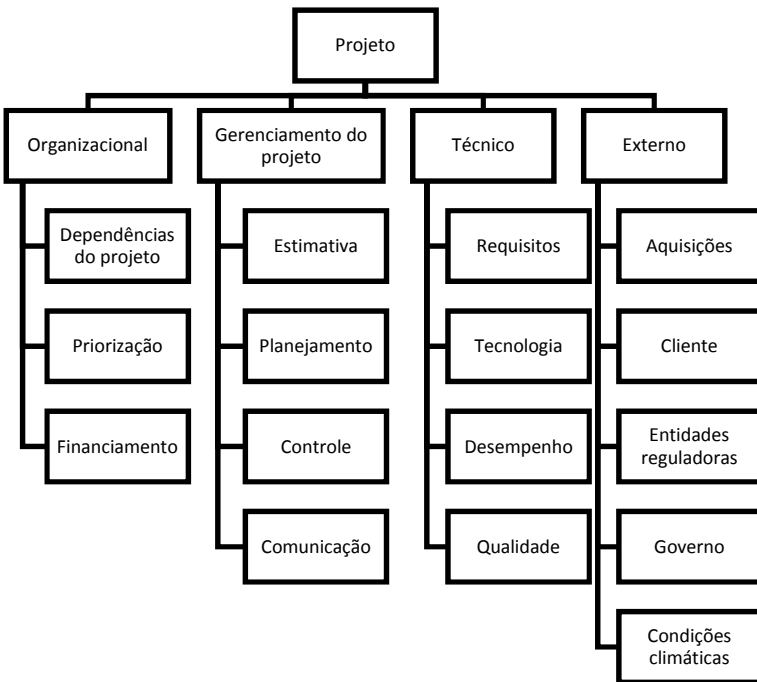 Projeto
Organizacional
Gerenciamento do
projeto
Técnico
Externo
Dependências
do projeto
Priorização
Financiamento
Estimativa
Planejamento
Controle
Comunicação
Requisitos
Tecnologia
Desempenho
Qualidade
Aquisições
Cliente
Entidades
reguladoras
Governo
Condições
climáticas